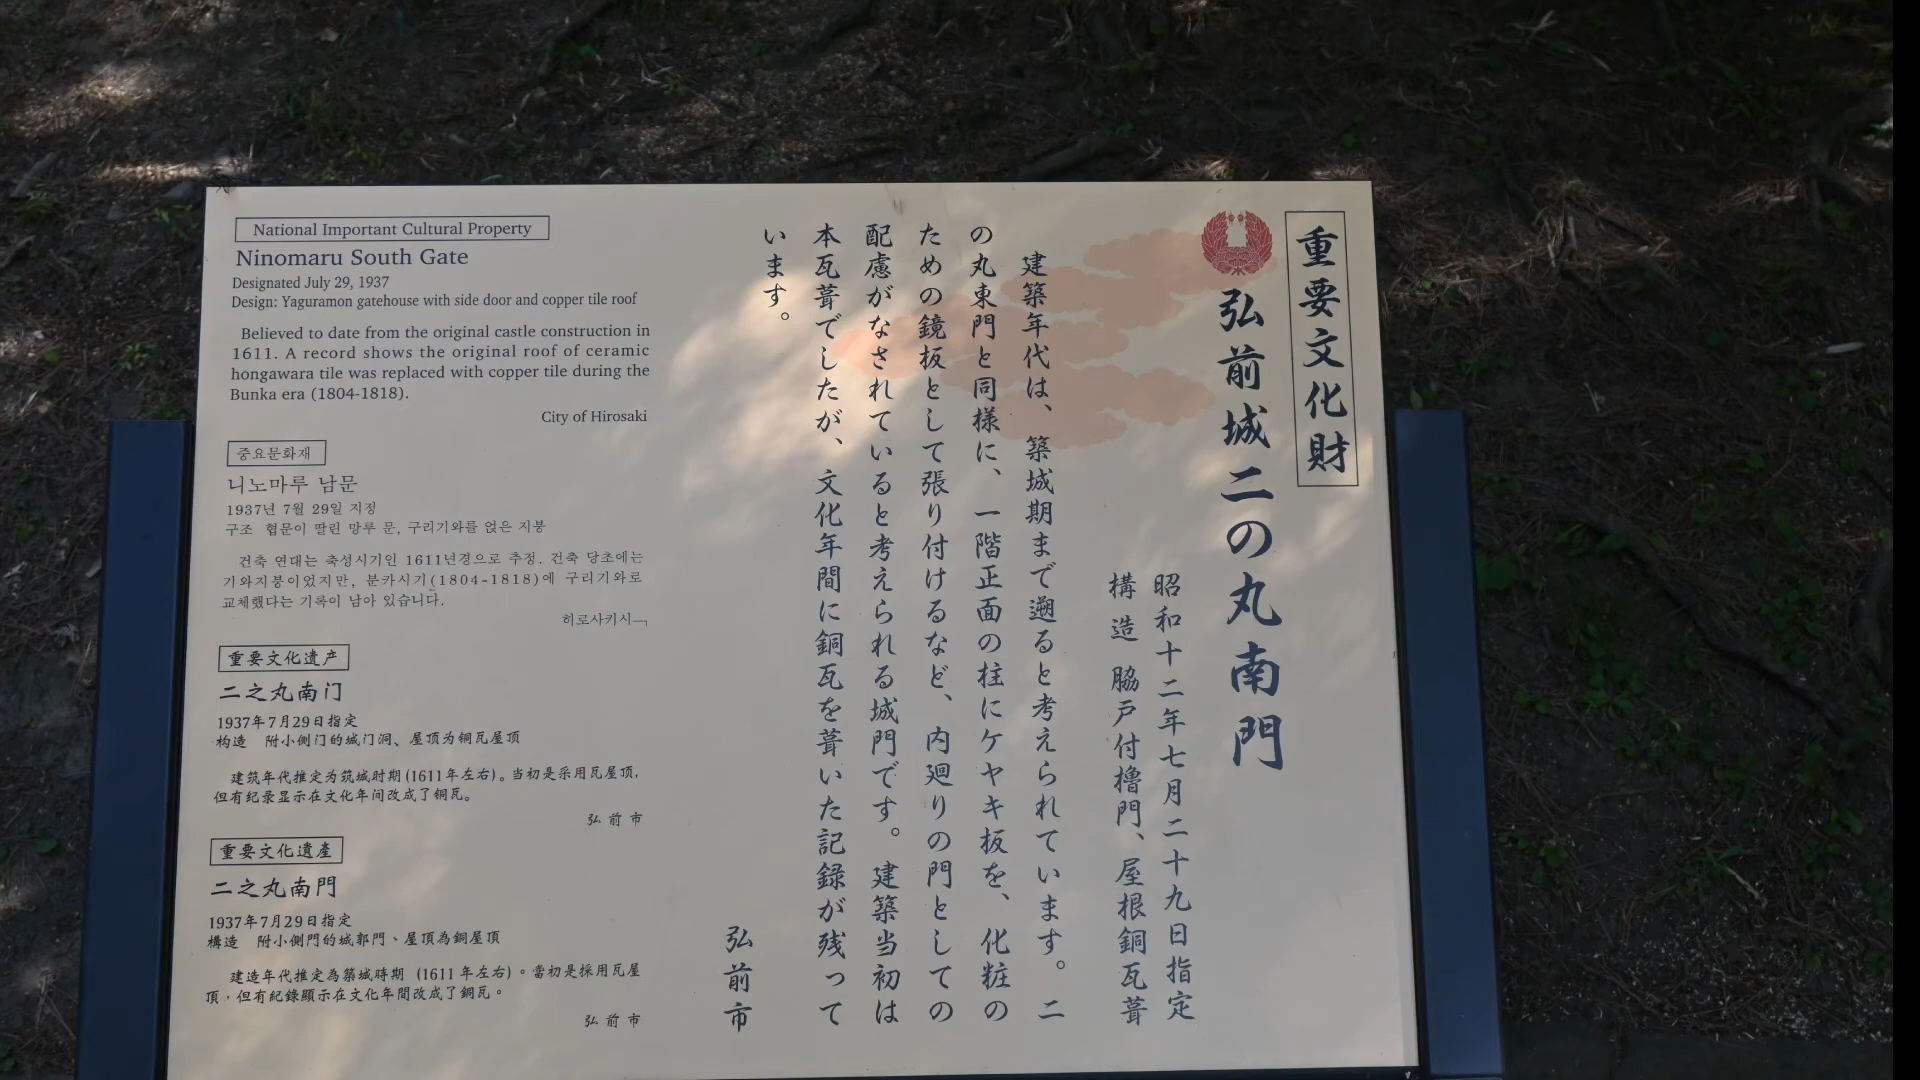 重要文化財
弘前城二の丸南門
昭和十二年七月二十九日指定
構造 脇戸付櫓門、屋根銅瓦葺
建築年代は、築城期まで遡ると考えられています。二
の丸東門と同様に、一階正面の柱にケヤキ板を、化粧の
ための鏡板として張り付けるなど、内廻りの門としての
配慮がなされていると考えられる城門です。建築当初は
本瓦葺でしたが、文化年間に銅瓦を葺いた記録が残って
います。
弘前市
National Important Cultural Property
Ninomaru South Gate
Designated July 29, 1937
Design: Yaguramon gatehouse with side door and copper tile roof
Believed to date from the original castle construction in
1611. A record shows the original roof of ceramic
hongawara tile was replaced with copper tile during the
Bunka era (1804-1818).
City of Hirosaki
중요문화재
니노마루 남문
1937년 7월 29일 지정
구조 협문이 딸린 망루 문, 구리기와를 얹은 지붕
건축 연대는 축성시기인 1611년경으로 추정. 건축 당초에는
기와지붕이었지만, 분카시기(1804-1818)에 구리기와로
교체했다는 기록이 남아 있습니다.
히로사키시
重要文化遗产
二之丸南门
1937年7月29日指定
构造 附小侧门的城门洞、屋顶为铜瓦屋顶
建筑年代推定为筑城时期(1611年左右)。当初是采用瓦屋顶,
但有纪录显示在文化年间改成了铜瓦。
弘前市
重要文化遺產
二之丸南門
1937年7月29日指定
構造 附小側門的城郭門、屋頂為銅屋頂
建造年代推定為築城時期 (1611年左右)。當初是採用瓦屋
頂,但有紀錄顯示在文化年間改成了銅瓦。
弘前市